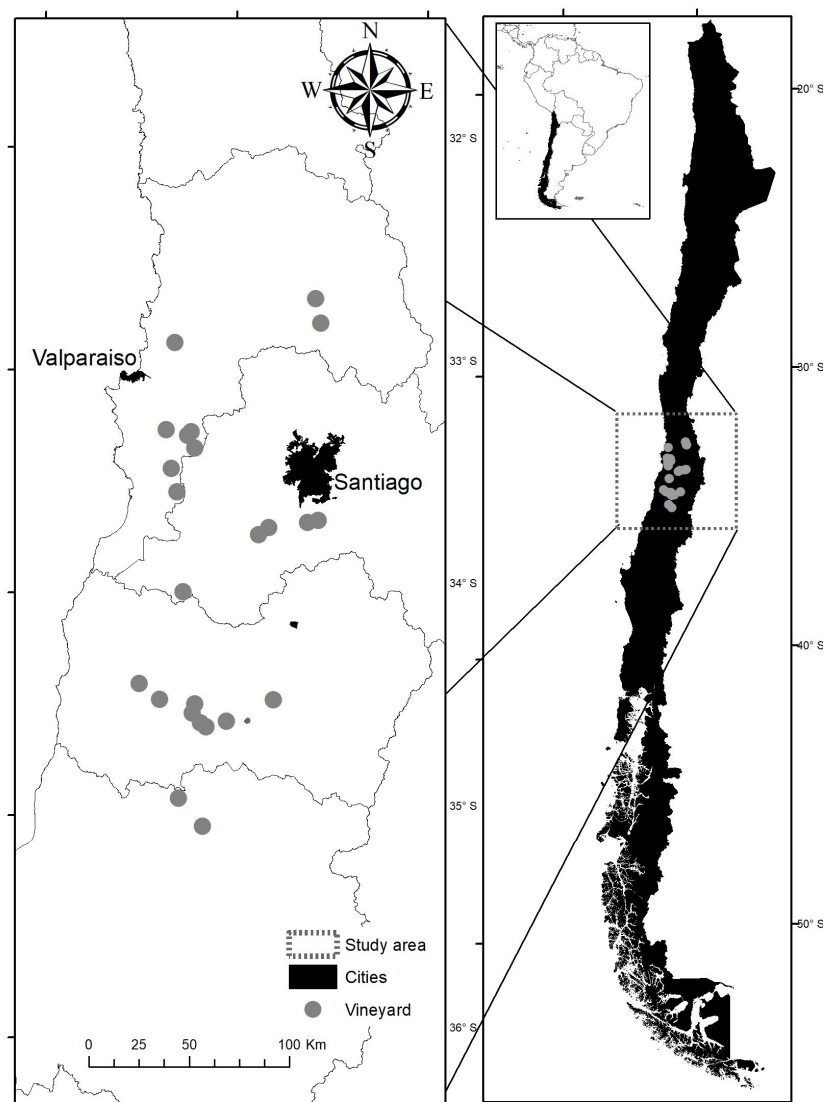 N
W E
S
32° S
20° S
Valparaiso
33° S
30° S
Santiago
34° S
40° S
35° S
50° S
Study area
Cities
Vineyard
36° S
0 25 50 100 Km